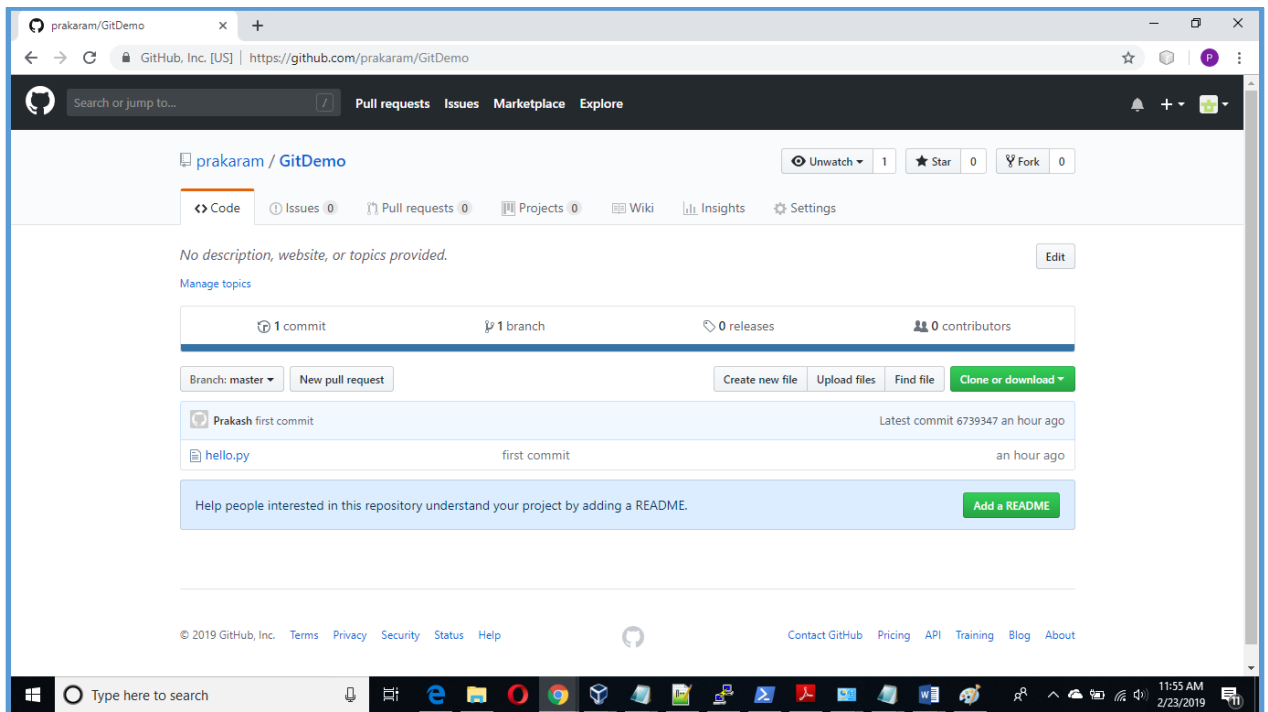 prakaram/GitDemo
GitHub, Inc. [US] | https://github.com/prakaram/GitDemo P
Search or jump to... / Pull requests Issues Marketplace Explore
prakaram / GitDemo Unwatch 1 Star 0 Fork 0
Code Issues 0 Pull requests 0 Projects 0 Wiki Insights Settings
No description, website, or topics provided. Edit
Manage topics
1 commit 1 branch 0 releases 0 contributors
Branch: master New pull request Create new file Upload files Find file Clone or download
Prakash first commit Latest commit 6739347 an hour ago
hello.py first commit an hour ago
Help people interested in this repository understand your project by adding a README. Add a README
© 2019 GitHub, Inc. Terms Privacy Security Status Help Contact GitHub Pricing API Training Blog About
Type here to search 11:55 AM
2/23/2019 11